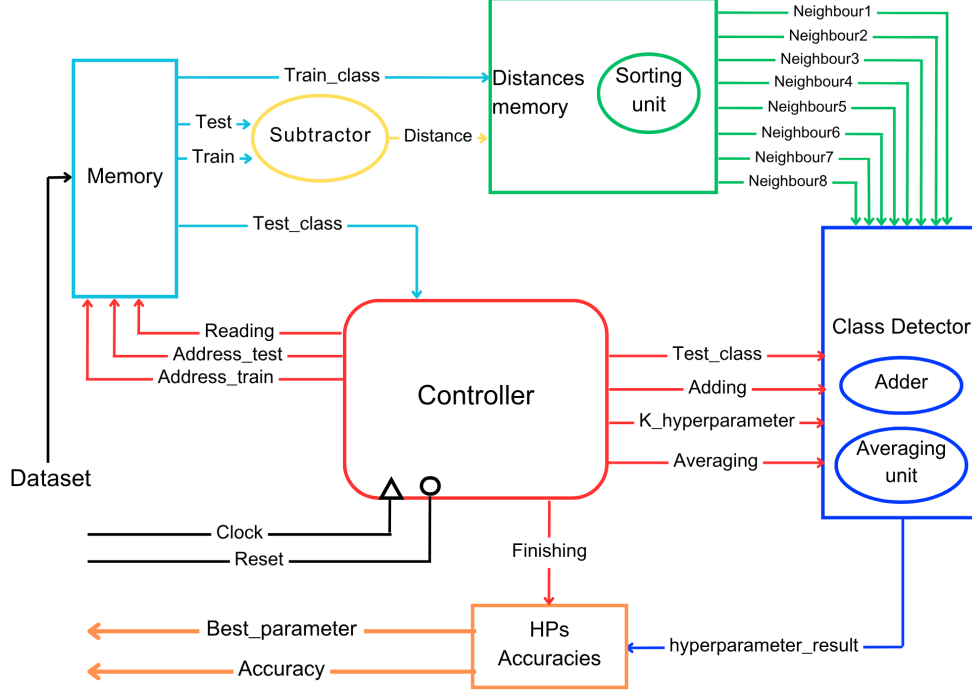 Neighbour1
Neighbour2
Neighbour3
Neighbour4
Neighbour5
Neighbour6
Neighbour7
Neighbour8
Train_class
Distances
memory
Sorting
unit
Test
Subtractor
Distance
Train
Memory
Test_class
Reading
Address_test
Address_train
Controller
Test_class
Adding
K_hyperparameter
Averaging
Class Detector
Adder
Averaging
unit
Dataset
Clock
Reset
Finishing
Best_parameter
Accuracy
HPs
Accuracies
hyperparameter_result